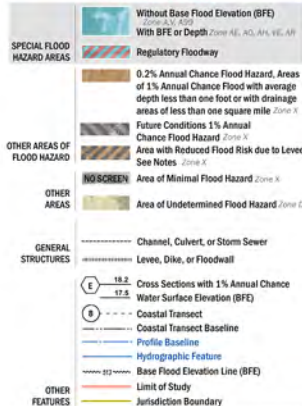 Without Base Flood Elevation (BFE)
Zone A,V, A99
With BFE or Depth Zone AE, AO, AH, VE, AR
SPECIAL FLOOD
HAZARD AREAS
Regulatory Floodway
0.2% Annual Chance Flood Hazard, Areas
of 1% Annual Chance Flood with average
depth less than one foot or with drainage
areas of less than one square mile Zone X
Future Conditions 1% Annual
Chance Flood Hazard Zone X
OTHER AREAS OF
FLOOD HAZARD
Area with Reduced Flood Risk due to Levee
See Notes Zone X
NO SCREEN Area of Minimal Flood Hazard Zone X
OTHER
AREAS
Area of Undetermined Flood Hazard Zone D
GENERAL
STRUCTURES
Channel, Culvert, or Storm Sewer
Levee, Dike, or Floodwall
E 18.2 Cross Sections with 1% Annual Chance
17.5 Water Surface Elevation (BFE)
8 Coastal Transect
Coastal Transect Baseline
Profile Baseline
Hydrographic Feature
513 Base Flood Elevation Line (BFE)
OTHER
FEATURES
Limit of Study
Jurisdiction Boundary